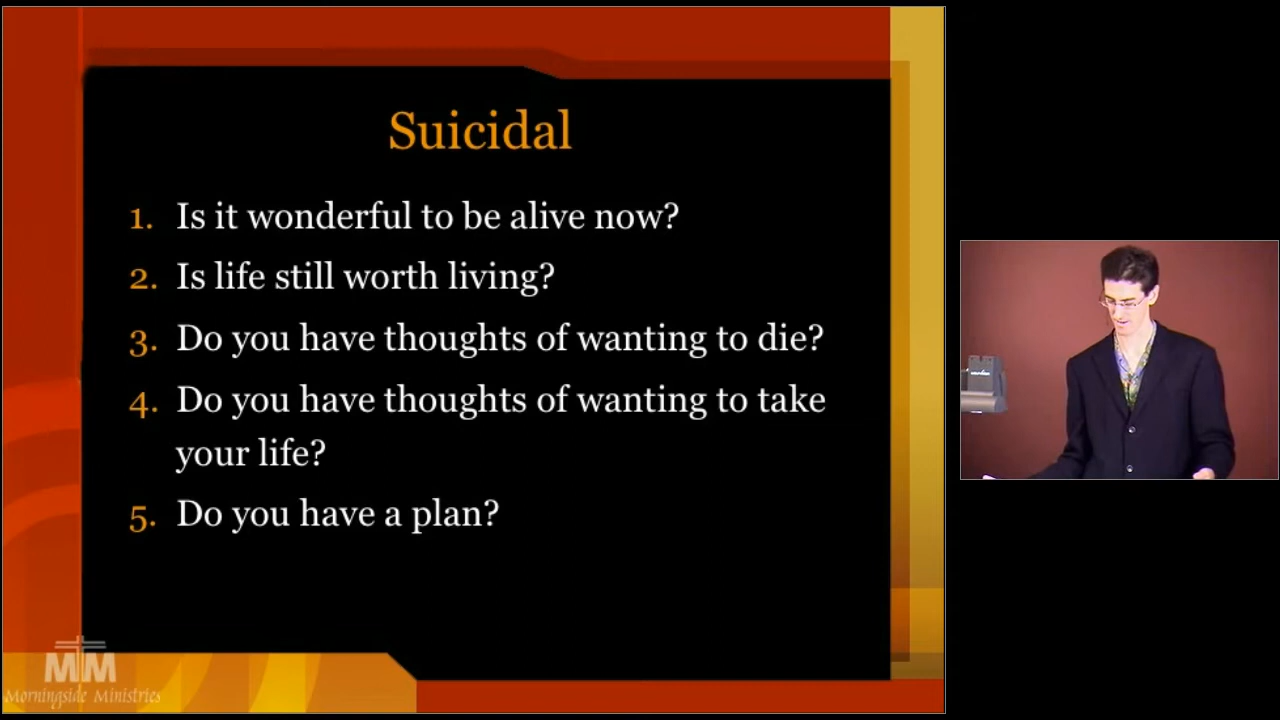 Suicidal
1. Is it wonderful to be alive now?
2. Is life still worth living?
3. Do you have thoughts of wanting to die?
4. Do you have thoughts of wanting to take
your life?
5. Do you have a plan?
MM
Morningside Ministries